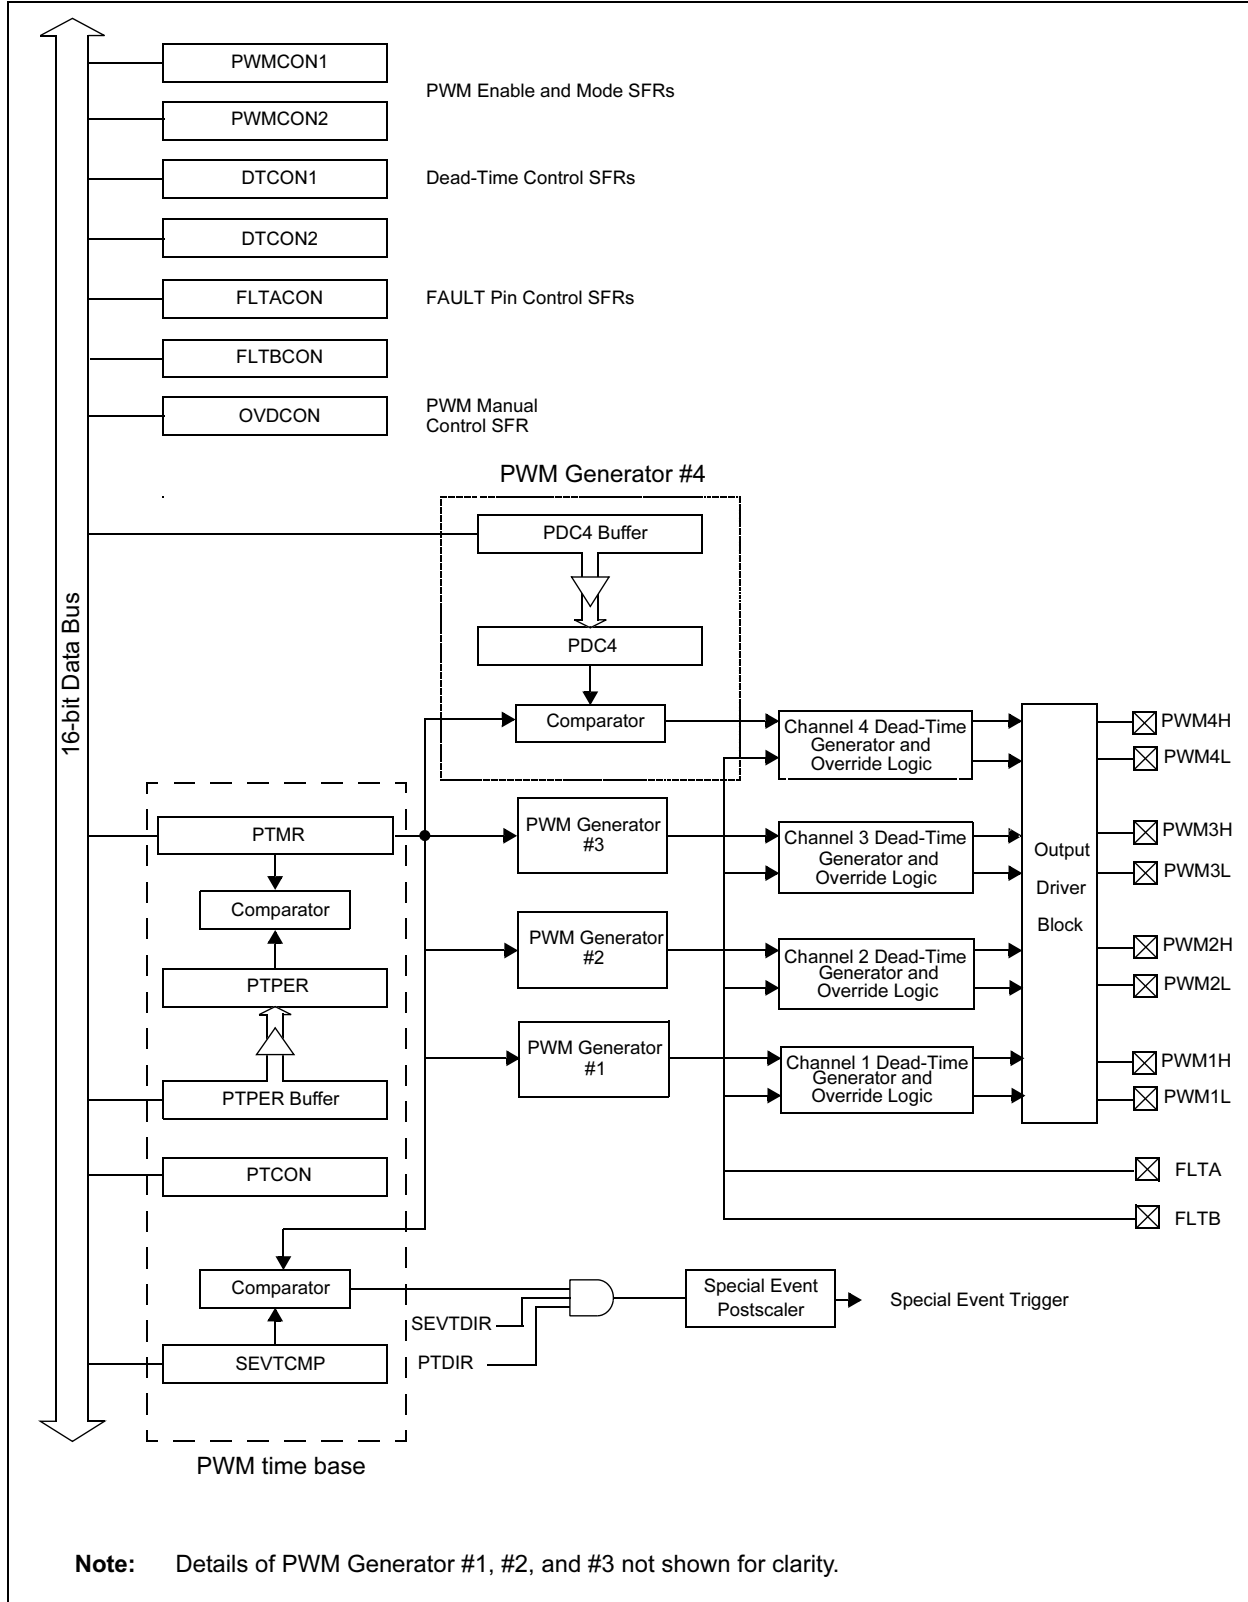 PWMCON1
PWM Enable and Mode SFRs
PWMCON2
DTCON1
Dead-Time Control SFRs
DTCON2
FLTACON
FAULT Pin Control SFRs
FLTBCON
OVDCON
PWM Manual
Control SFR
PWM Generator #4
PDC4 Buffer
PDC4
Comparator
16-bit Data Bus
Channel 4 Dead-Time
Generator and
Override Logic
PWM4H
PWM4L
PTMR
Comparator
PTPER
PTPER Buffer
PTCON
Comparator
SEVTCMP
PWM time base
PWM Generator
#3
Channel 3 Dead-Time
Generator and
Override Logic
PWM3H
PWM3L
Output
Driver
Block
PWM Generator
#2
Channel 2 Dead-Time
Generator and
Override Logic
PWM2H
PWM2L
PWM Generator
#1
Channel 1 Dead-Time
Generator and
Override Logic
PWM1H
PWM1L
FLTA
FLTB
SEVTDIR
PTDIR
Special Event
Postscaler
Special Event Trigger
Note: Details of PWM Generator #1, #2, and #3 not shown for clarity.